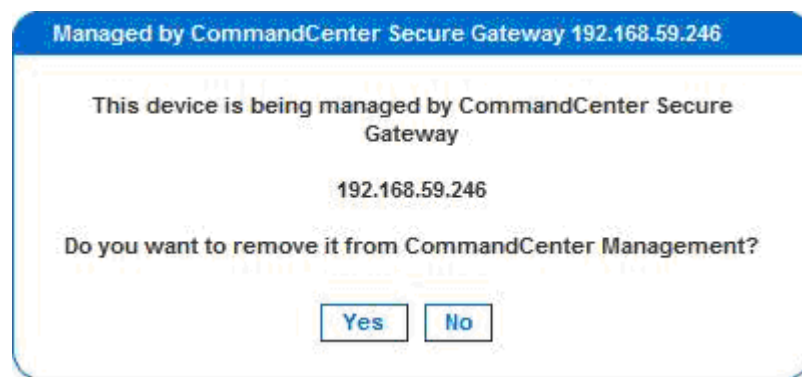 Managed by CommandCenter Secure Gateway 192.168.59.246
This device is being managed by CommandCenter Secure
Gateway
192.168.59.246
Do you want to remove it from CommandCenter Management?
Yes No